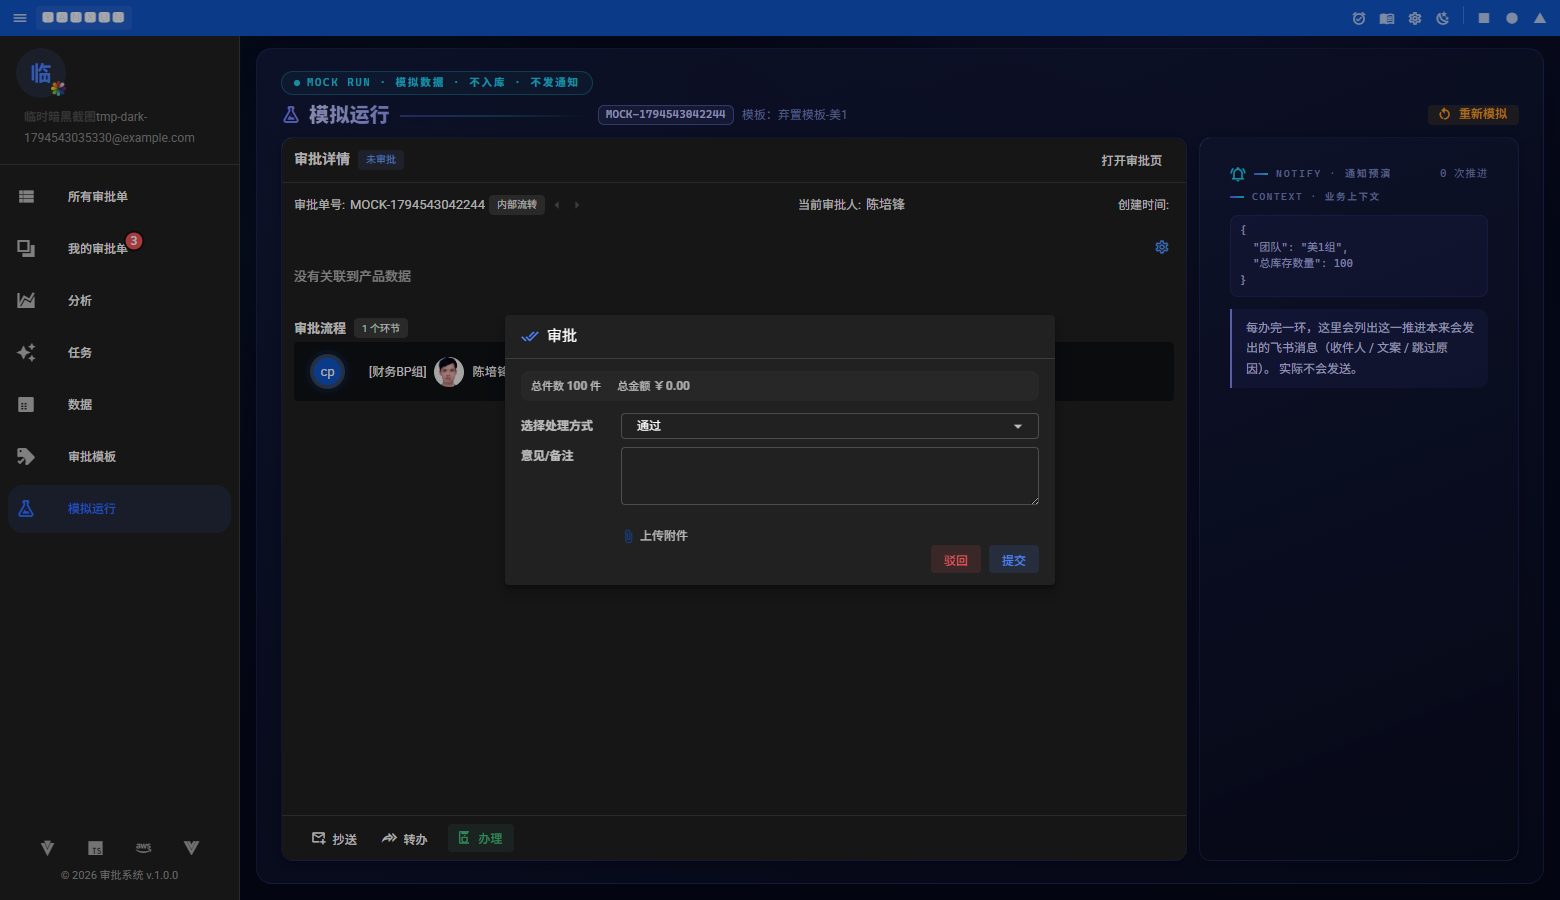 临
临时暗黑截图tmp-dark-
1794543035330@example.com
所有审批单
我的审批单
3
分析
任务
数据
审批模板
模拟运行
TS
aws
© 2026 审批系统 v.1.0.0
MOCK RUN · 模拟数据 · 不入库 · 不发通知
模拟运行
MOCK-1794543042244
模板：弃置模板-美1
重新模拟
审批详情
未审批
打开审批页
审批单号: MOCK-1794543042244
内部流转
当前审批人: 陈培锋
创建时间:
没有关联到产品数据
审批流程
1 个环节
cp
[财务BP组]
陈培锋
审批
总件数 100 件
总金额 ¥ 0.00
选择处理方式
通过
意见/备注
上传附件
驳回
提交
抄送
转办
办理
NOTIFY · 通知预演
0 次推进
CONTEXT · 业务上下文
{
"团队": "美1组",
"总库存数量": 100
}
每办完一环，这里会列出这一推进本来会发
出的飞书消息（收件人 / 文案 / 跳过原
因）。实际不会发送。